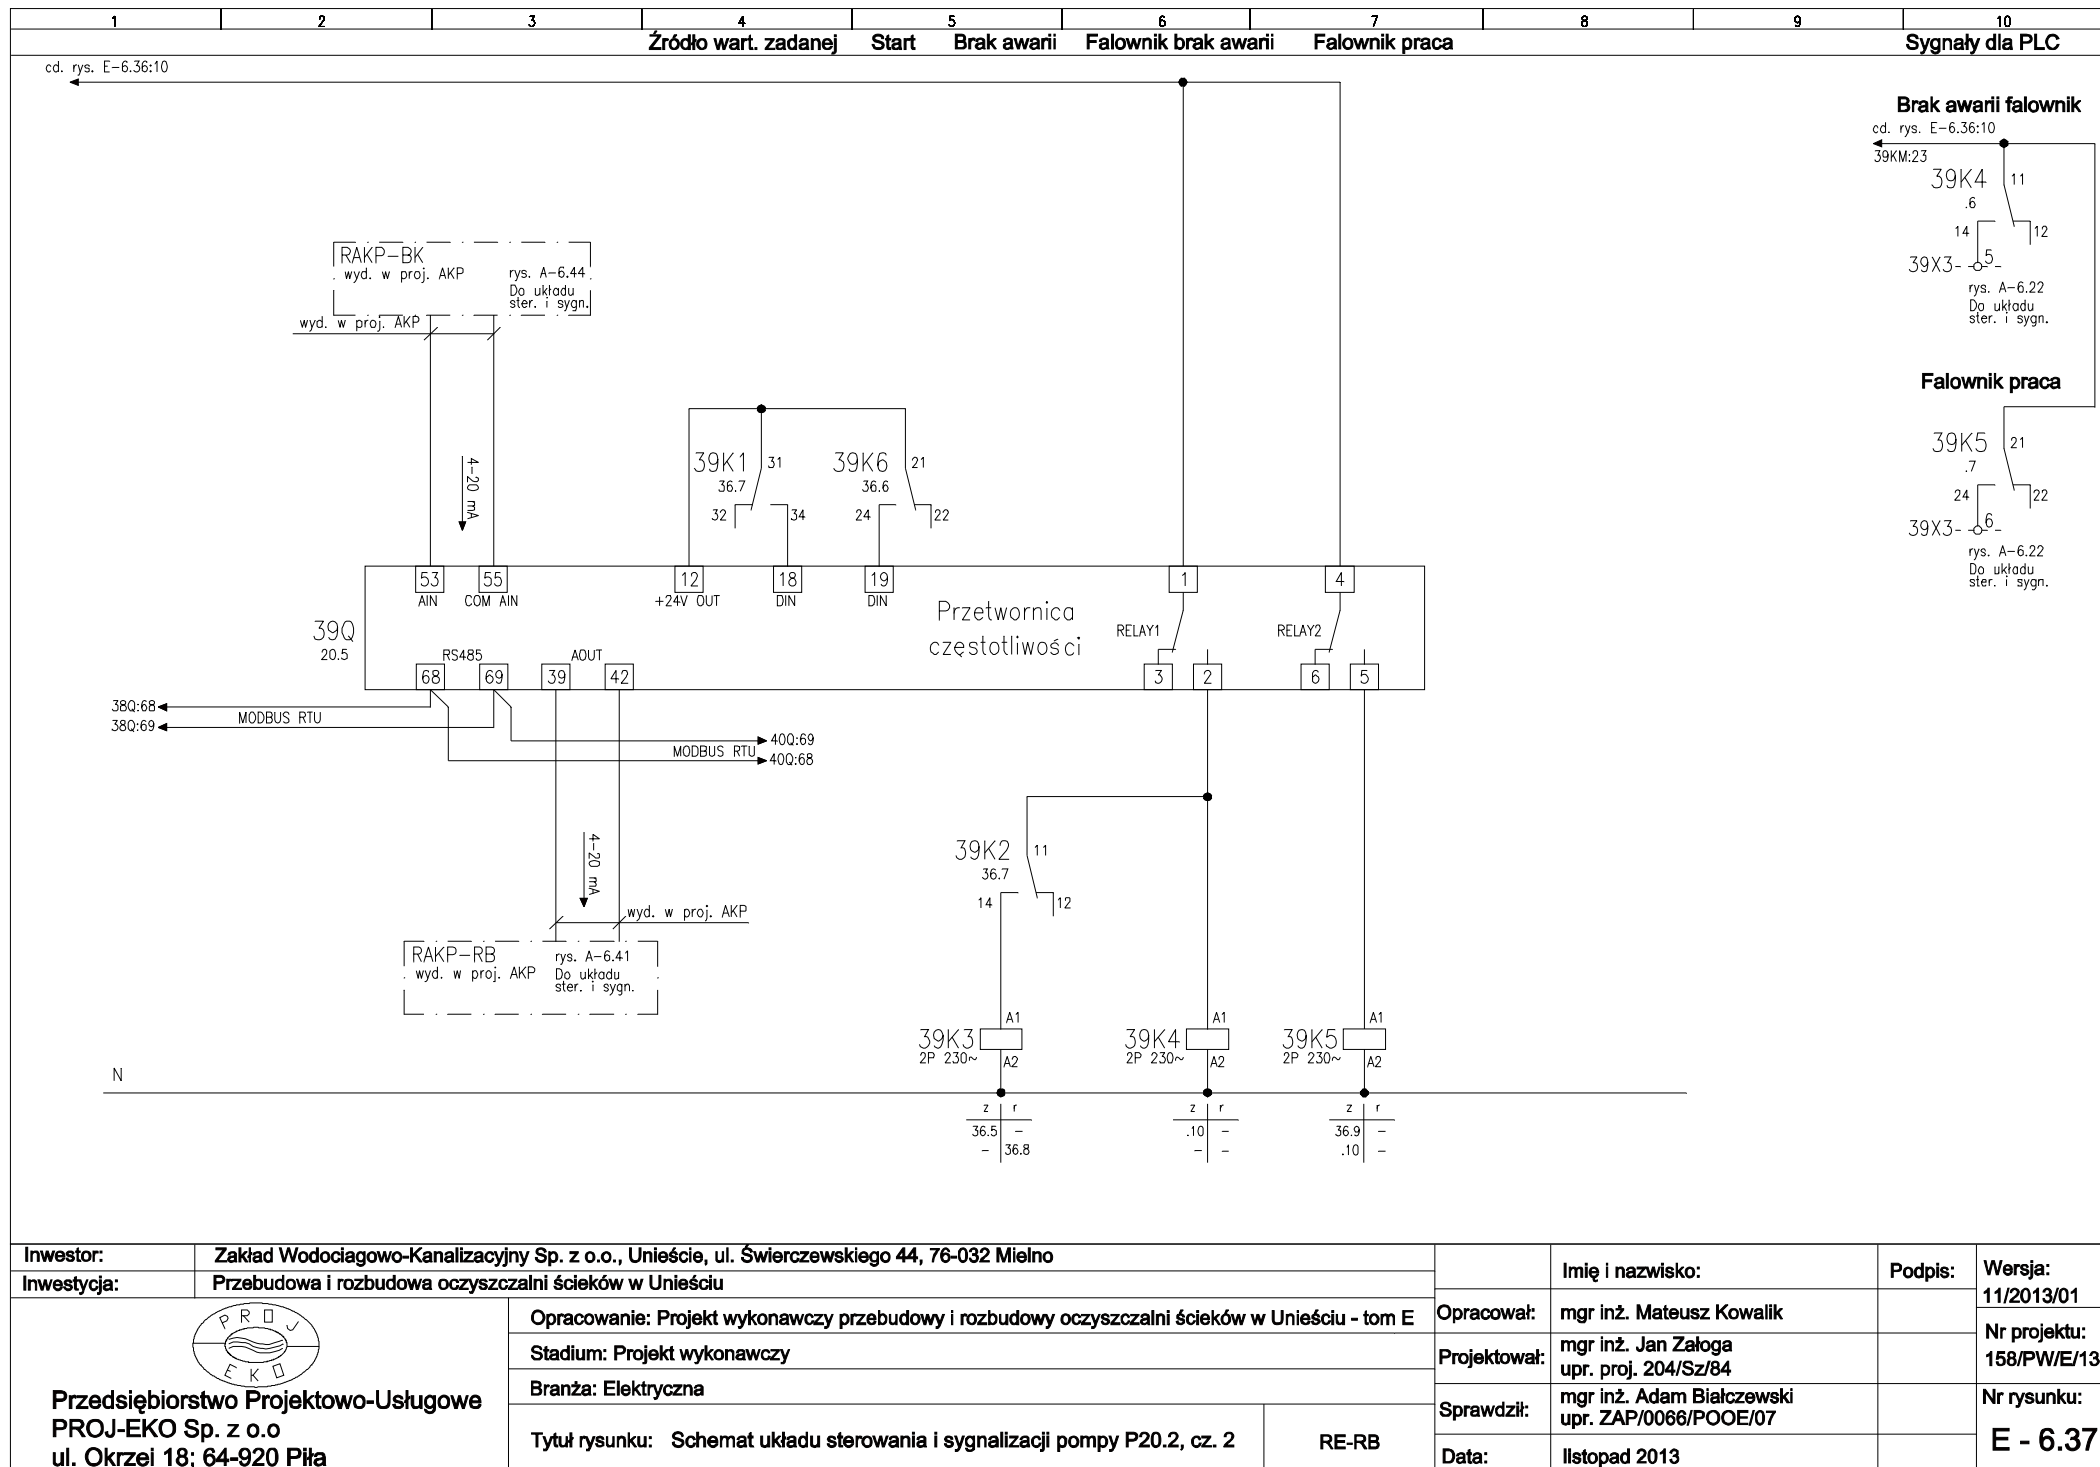 1 2 3 4 5 6 7 8 9 10
Źródło wart. zadanej Start Brak awarii Falownik brak awarii Falownik praca Sygnały dla PLC
cd. rys. E-6.36:10
Brak awarii falownik
cd. rys. E-6.36:10
39KM:23
39K4 11
.6
14 12
39X3- 5
rys. A-6.22
Do układu
ster. i sygn.
Falownik praca
39K5 21
.7
24 22
39X3- 6
rys. A-6.22
Do układu
ster. i sygn.
RAKP-BK
wyd. w proj. AKP
rys. A-6.44
Do układu
ster. i sygn.
wyd. w proj. AKP
4-20 mA
39K1 31
36.7
32 34
39K6 21
36.6
24 22
53 55 12 18 19 1 4
AIN COM AIN +24V OUT DIN DIN
39Q
20.5
Przetwornica
częstotliwości
RELAY1 RELAY2
RS485 AOUT
68 69 39 42 3 2 6 5
38Q:68
38Q:69
MODBUS RTU
40Q:69
MODBUS RTU
40Q:68
4-20 mA
wyd. w proj. AKP
RAKP-RB
wyd. w proj. AKP
rys. A-6.41
Do układu
ster. i sygn.
39K2 11
36.7
14 12
39K3 A1
2P 230~ A2
39K4 A1
2P 230~ A2
39K5 A1
2P 230~ A2
N
z r
36.5 -
- 36.8
z r
.10 -
- -
z r
36.9 -
.10 -
Inwestor: Zakład Wodociagowo-Kanalizacyjny Sp. z o.o., Unieście, ul. Świerczewskiego 44, 76-032 Mielno
Inwestycja: Przebudowa i rozbudowa oczyszczalni ścieków w Unieściu
PROJ
EKO
Przedsiębiorstwo Projektowo-Usługowe
PROJ-EKO Sp. z o.o
ul. Okrzei 18; 64-920 Piła
Opracowanie: Projekt wykonawczy przebudowy i rozbudowy oczyszczalni ścieków w Unieściu - tom E
Stadium: Projekt wykonawczy
Branża: Elektryczna
Tytuł rysunku: Schemat układu sterowania i sygnalizacji pompy P20.2, cz. 2
RE-RB
Imię i nazwisko: Podpis:
Opracował: mgr inż. Mateusz Kowalik
Projektował: mgr inż. Jan Załoga
upr. proj. 204/Sz/84
Sprawdził: mgr inż. Adam Białczewski
upr. ZAP/0066/POOE/07
Data: listopad 2013
Wersja:
11/2013/01
Nr projektu:
158/PW/E/13
Nr rysunku:
E - 6.37